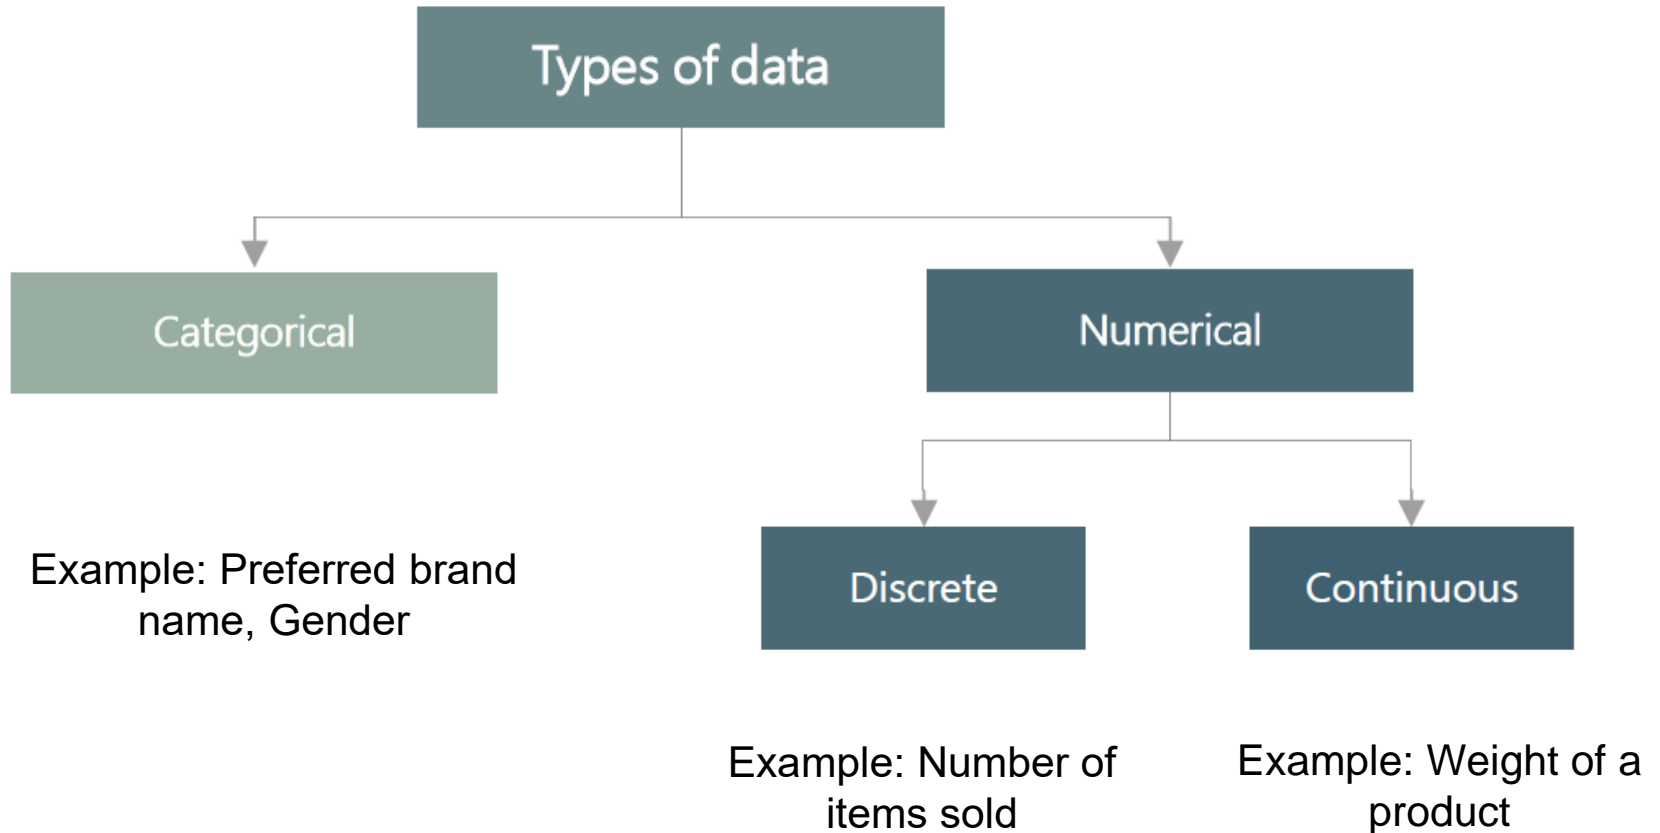 Types of data
Categorical
Numerical
Example: Preferred brand
name, Gender
Discrete
Continuous
Example: Number of
items sold
Example: Weight of a
product